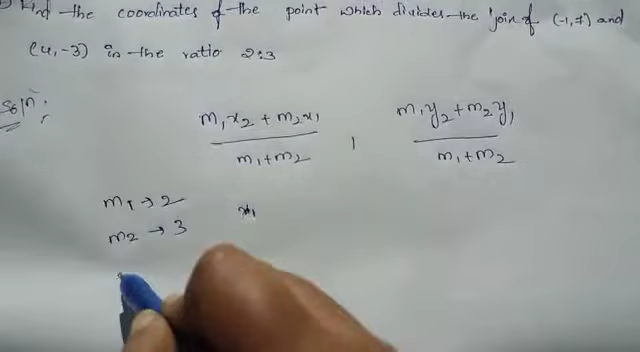 Find the coordinates of the point which divides the join of (-1,7) and
(4,-3) in the ratio 2:3
Soln:
m₁x₂ + m₂x₁ / m₁+m₂ , m₁y₂ + m₂y₁ / m₁+m₂
m₁ → 2 x₁
m₂ → 3